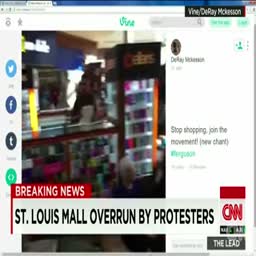 Vine/DeRay Mckesson
Vine
DeRay Mckesson
Stop shopping, join the
movement! (new chant)
#ferguson
BREAKING NEWS
ST. LOUIS MALL OVERRUN BY PROTESTERS
CNN
THE LEAD